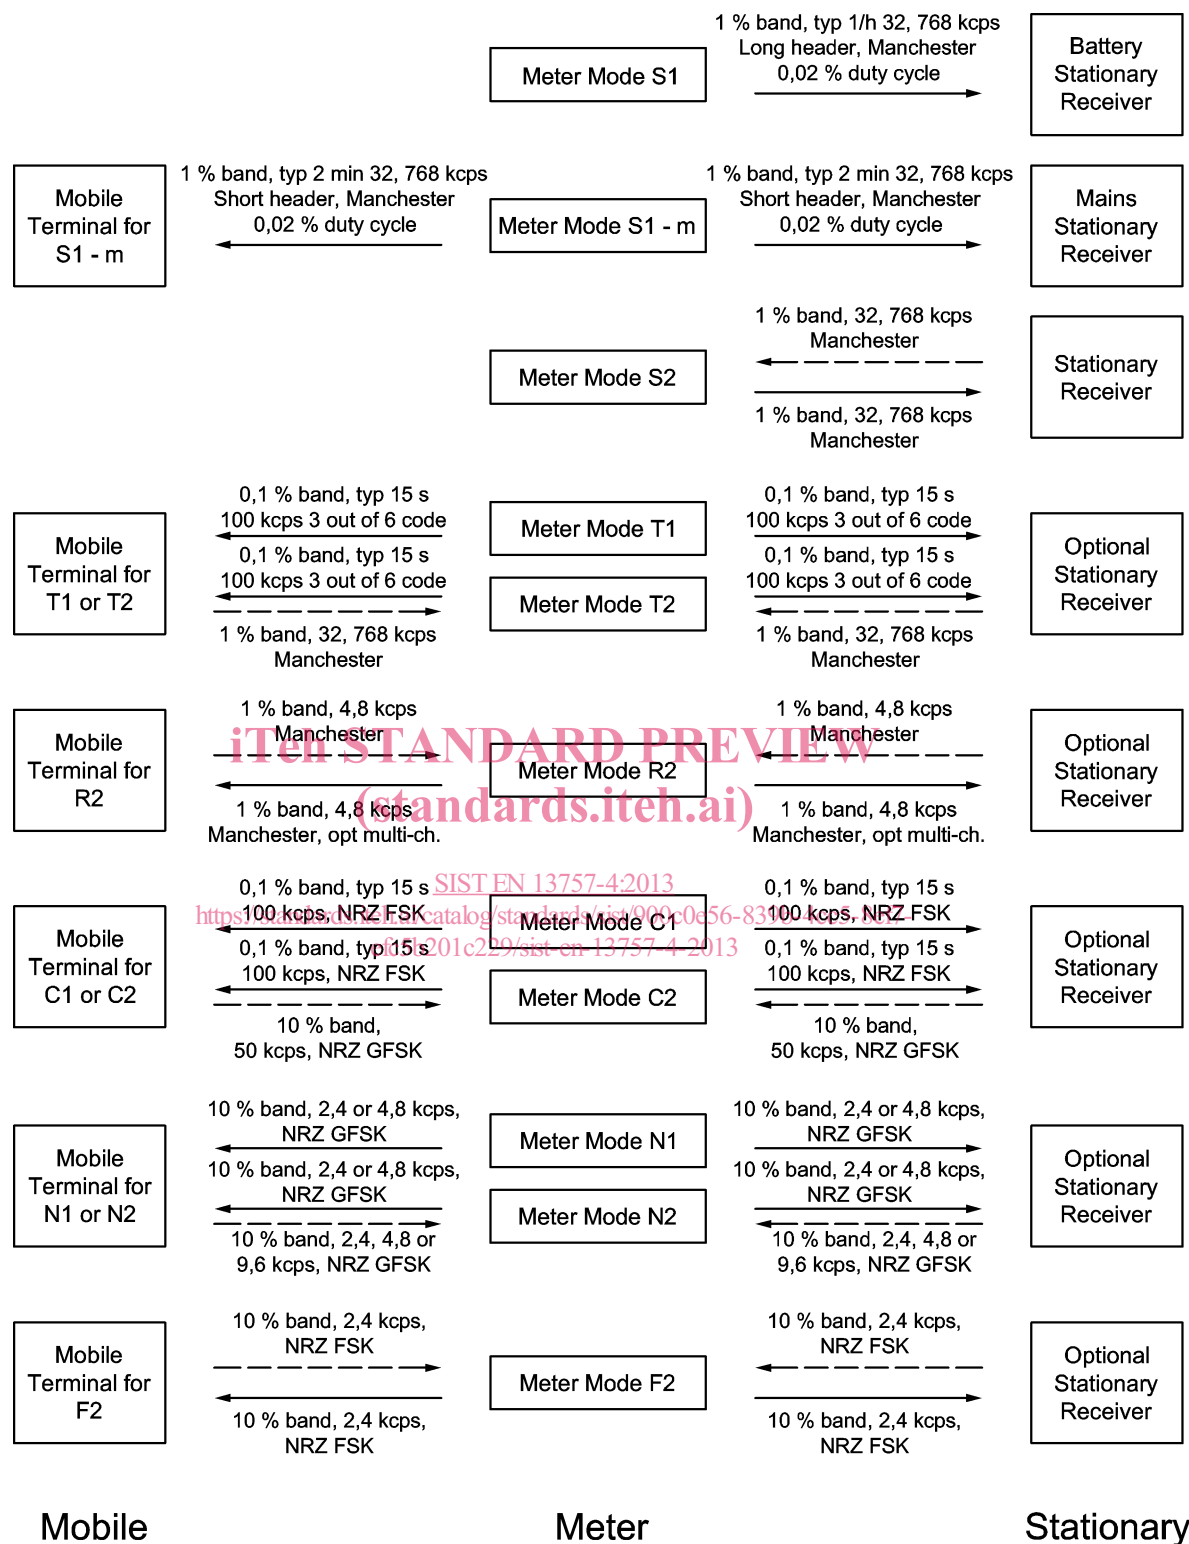 1 % band, typ 1/h 32, 768 kcps
Long header, Manchester
0,02 % duty cycle
Meter Mode S1
Battery
Stationary
Receiver
Mobile
Terminal for
S1 - m
1 % band, typ 2 min 32, 768 kcps
Short header, Manchester
0,02 % duty cycle
Meter Mode S1 - m
1 % band, typ 2 min 32, 768 kcps
Short header, Manchester
0,02 % duty cycle
Mains
Stationary
Receiver
Meter Mode S2
1 % band, 32, 768 kcps
Manchester
1 % band, 32, 768 kcps
Manchester
Stationary
Receiver
Mobile
Terminal for
T1 or T2
0,1 % band, typ 15 s
100 kcps 3 out of 6 code
0,1 % band, typ 15 s
100 kcps 3 out of 6 code
1 % band, 32, 768 kcps
Manchester
Meter Mode T1
Meter Mode T2
0,1 % band, typ 15 s
100 kcps 3 out of 6 code
0,1 % band, typ 15 s
100 kcps 3 out of 6 code
1 % band, 32, 768 kcps
Manchester
Optional
Stationary
Receiver
Mobile
Terminal for
R2
1 % band, 4,8 kcps
Manchester
1 % band, 4,8 kcps
Manchester, opt multi-ch.
Meter Mode R2
1 % band, 4,8 kcps
Manchester
1 % band, 4,8 kcps
Manchester, opt multi-ch.
Optional
Stationary
Receiver
iTeh STANDARD PREVIEW
(standards.iteh.ai)
SIST EN 13757-4:2013
Mobile
Terminal for
C1 or C2
0,1 % band, typ 15 s
100 kcps, NRZ FSK
0,1 % band, typ 15 s
100 kcps, NRZ FSK
10 % band,
50 kcps, NRZ GFSK
Meter Mode C1
Meter Mode C2
0,1 % band, typ 15 s
100 kcps, NRZ FSK
0,1 % band, typ 15 s
100 kcps, NRZ FSK
10 % band,
50 kcps, NRZ GFSK
Optional
Stationary
Receiver
Mobile
Terminal for
N1 or N2
10 % band, 2,4 or 4,8 kcps,
NRZ GFSK
10 % band, 2,4 or 4,8 kcps,
NRZ GFSK
10 % band, 2,4, 4,8 or
9,6 kcps, NRZ GFSK
Meter Mode N1
Meter Mode N2
10 % band, 2,4 or 4,8 kcps,
NRZ GFSK
10 % band, 2,4 or 4,8 kcps,
NRZ GFSK
10 % band, 2,4, 4,8 or
9,6 kcps, NRZ GFSK
Optional
Stationary
Receiver
Mobile
Terminal for
F2
10 % band, 2,4 kcps,
NRZ FSK
10 % band, 2,4 kcps,
NRZ FSK
Meter Mode F2
10 % band, 2,4 kcps,
NRZ FSK
10 % band, 2,4 kcps,
NRZ FSK
Optional
Stationary
Receiver
Mobile
Meter
Stationary